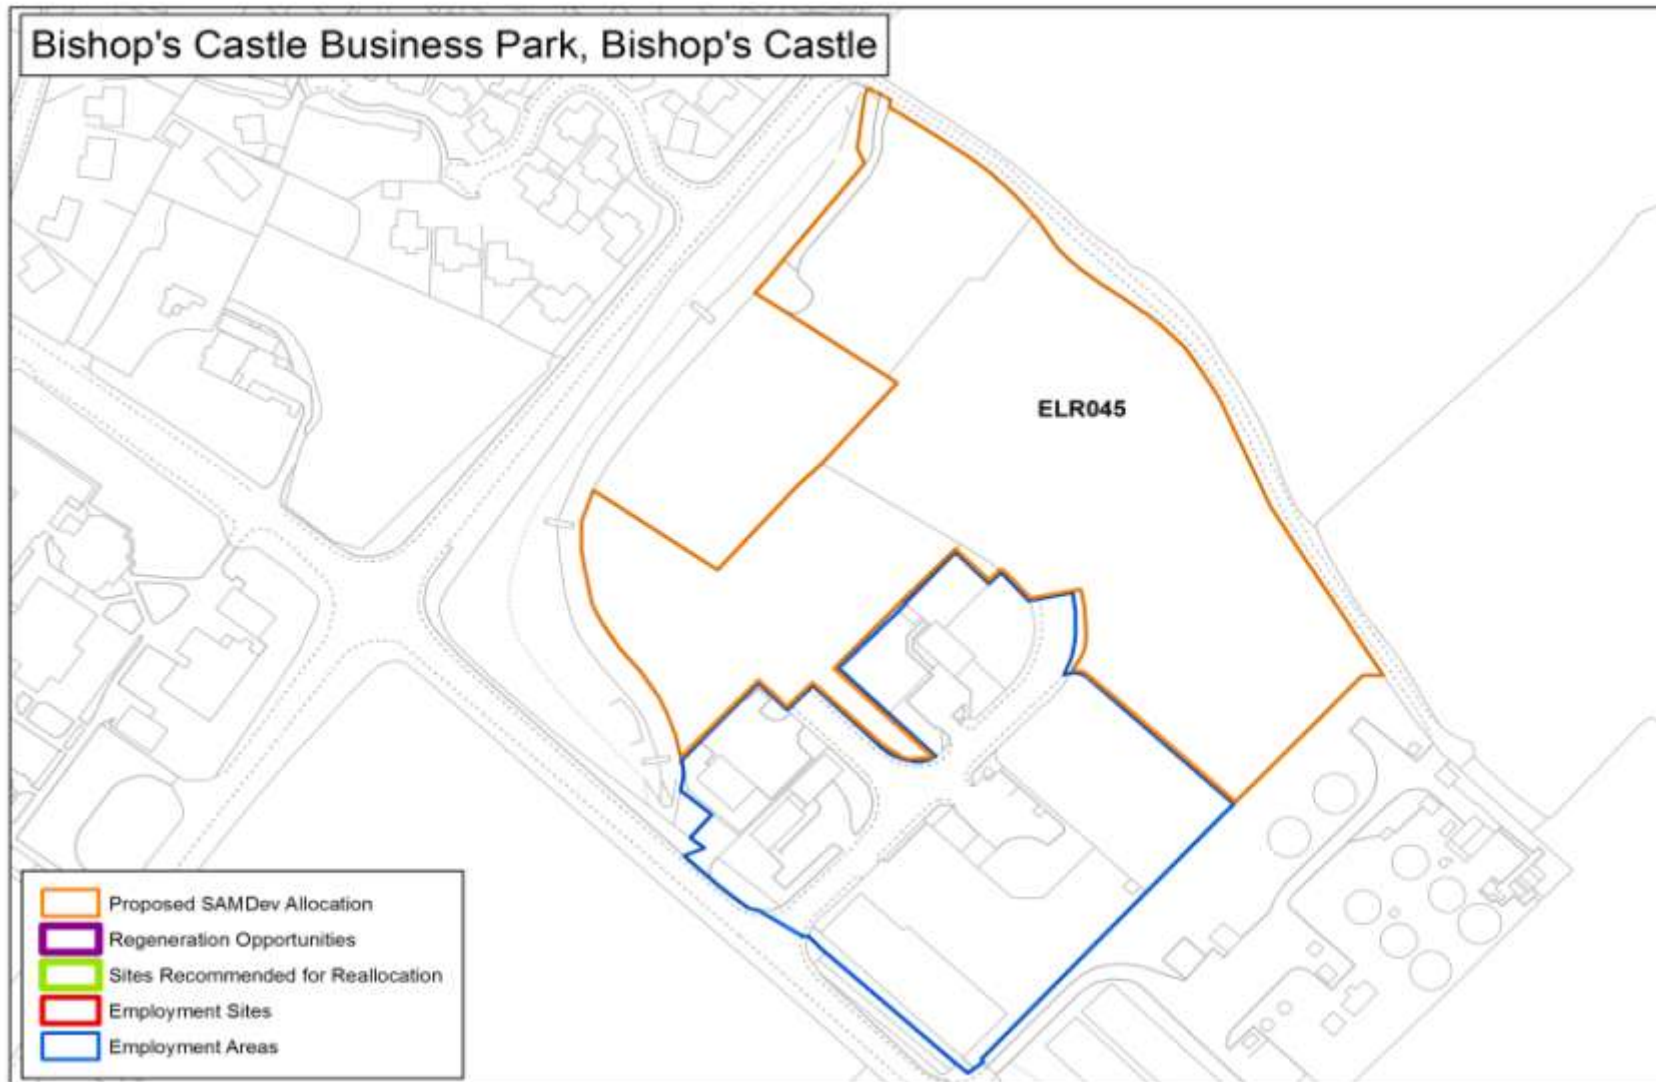 Bishop's Castle Business Park, Bishop's Castle
ELR045
Proposed SAMDev Allocation
Regeneration Opportunities
Sites Recommended for Reallocation
Employment Sites
Employment Areas